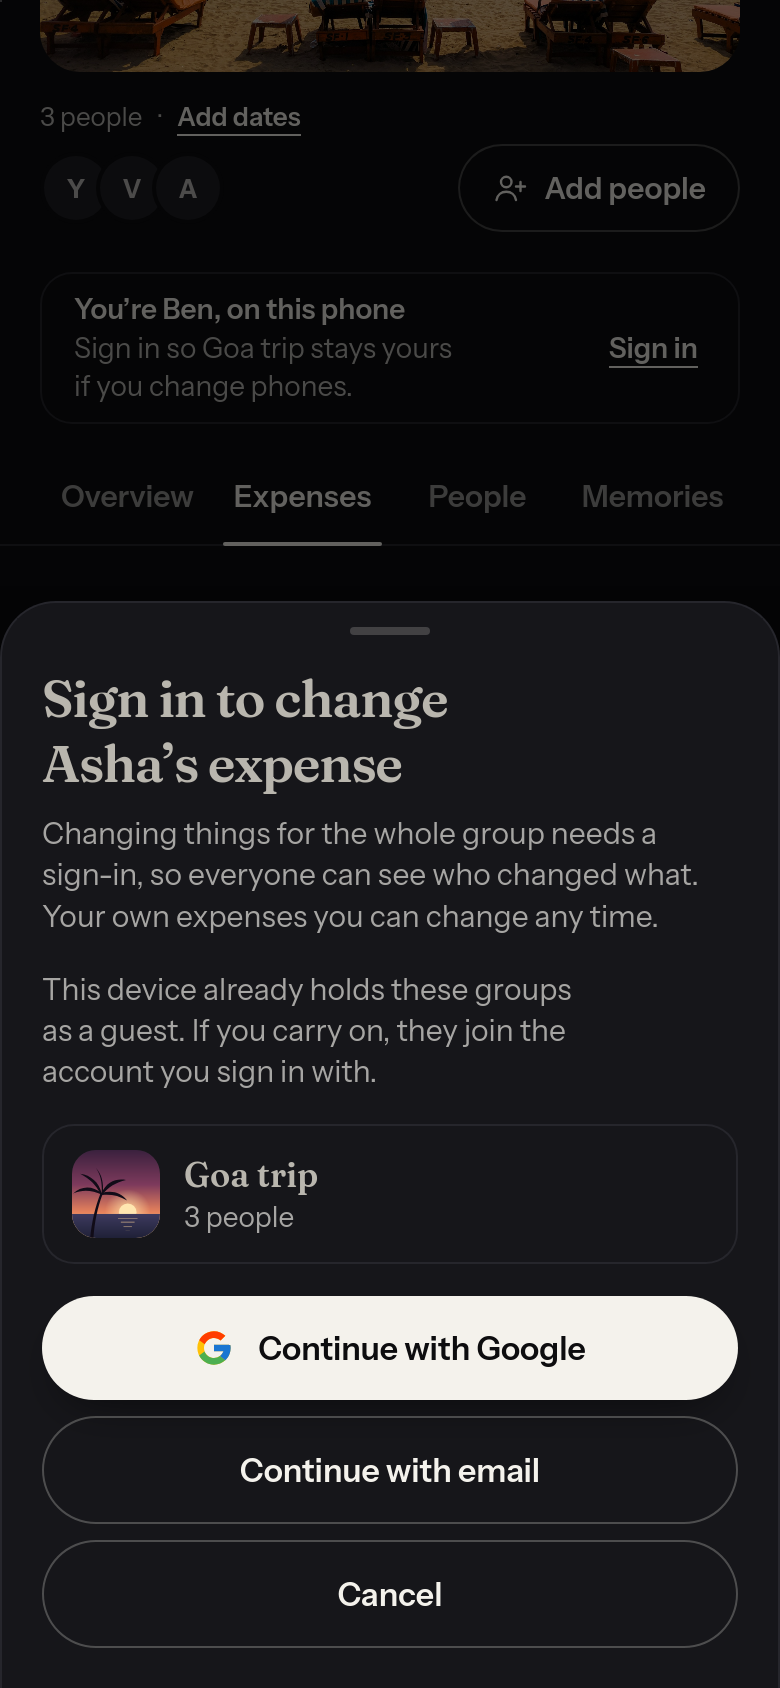 3 people · Add dates
Y V A
Add people
You're Ben, on this phone
Sign in so Goa trip stays yours
if you change phones.
Sign in
Overview Expenses People Memories
Sign in to change
Asha's expense
Changing things for the whole group needs a
sign-in, so everyone can see who changed what.
Your own expenses you can change any time.
This device already holds these groups
as a guest. If you carry on, they join the
account you sign in with.
Goa trip
3 people
Continue with Google
Continue with email
Cancel